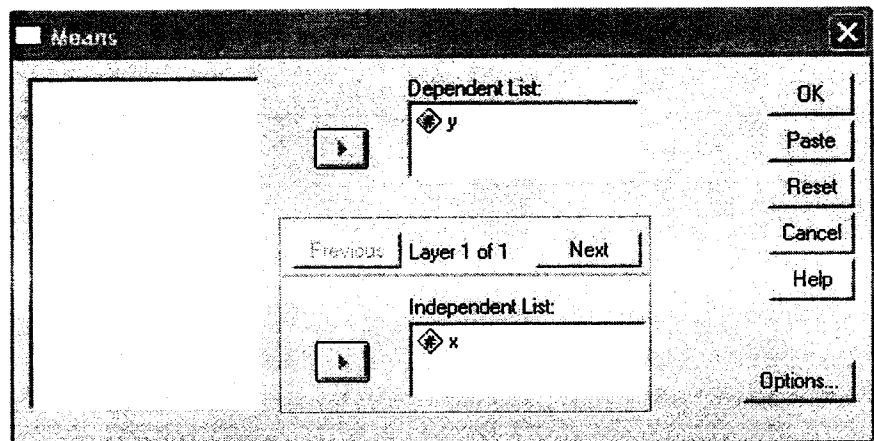 Means
Dependent List:
y
OK
Paste
Reset
Cancel
Help
Previous Layer 1 of 1 Next
Independent List:
x
Options...